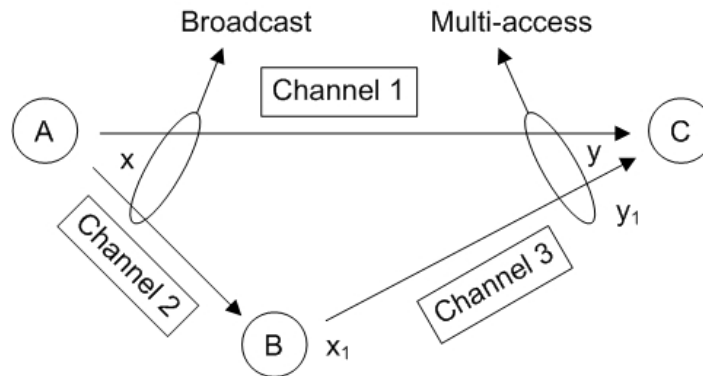 Broadcast
Multi-access
Channel 1
A
C
x
y
y₁
Channel 2
Channel 3
B
x₁